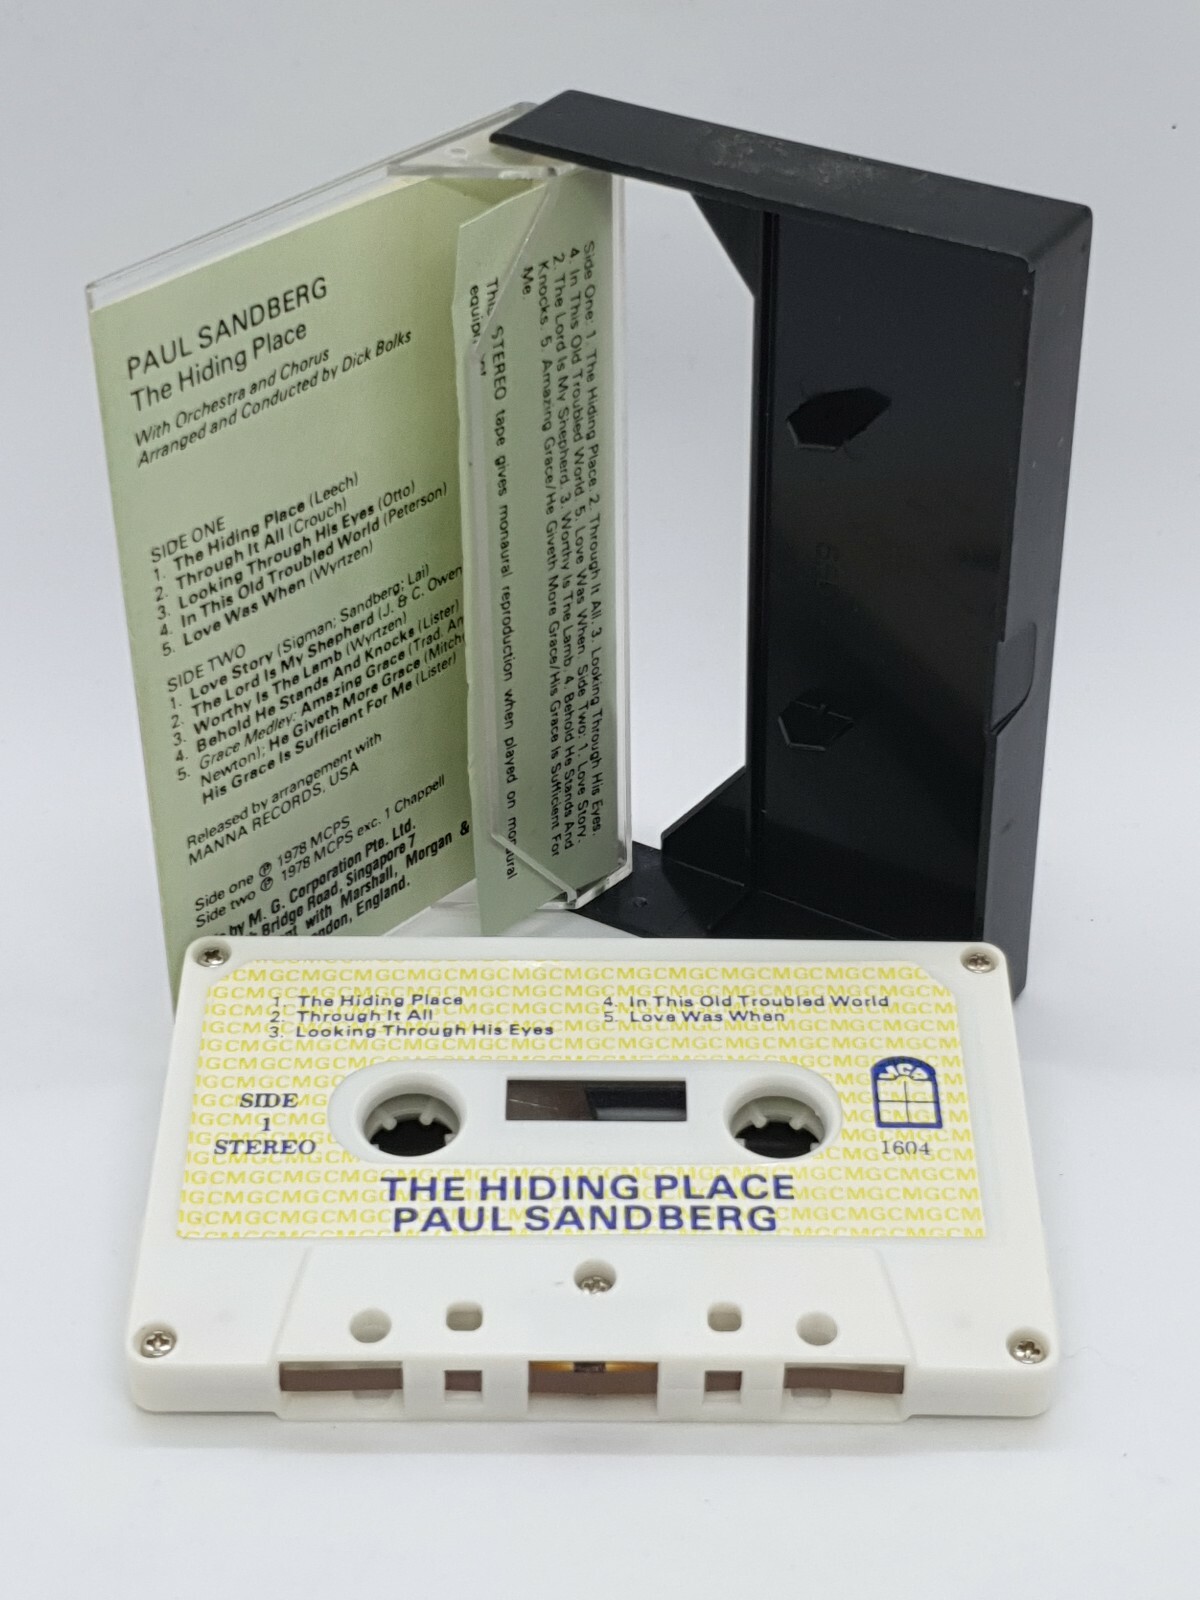 PAUL SANDBERG
The Hiding Place
With Orchestra and Chorus
Arranged and Conducted by Dick Bolks
SIDE ONE
1. The Hiding Place (Leech)
2. Through It All (Crouch)
3. Looking Through His Eyes (Otto)
4. In This Old Troubled World (Peterson)
5. Love Was When (Wyrtzen)
SIDE TWO
1. Love Story (Sigman; Sandberg; Lai)
2. The Lord Is My Shepherd (J. & C. Owen
3. Worthy Is The Lamb (Wyrtzen)
4. Behold He Stands And Knocks (Lister)
5. Grace Medley: Amazing Grace (Trad. Arr
Newton); He Giveth More Grace (Mitch
His Grace Is Sufficient For Me (Lister)
Released by arrangement with
MANNA RECORDS, USA
Side one ℗ 1978 MCPS
Side two ℗ 1978 MCPS exc. 1 Chappell
by M. G. Corporation Pte. Ltd.
Bridge Road, Singapore 7
with Marshall, Morgan &
England.
Side One: 1. The Hiding Place. 2. Through It All. 3. Looking Through His Eyes.
4. In This Old Troubled World. 5. Love Was When. Side Two: 1. Love Story.
2. The Lord Is My Shepherd. 3. Worthy Is The Lamb. 4. Behold He Stands And
Knocks. 5. Amazing Grace/He Giveth More Grace/His Grace Is Sufficient For
Me.
This STEREO tape gives monaural reproduction when played on monaural
1. The Hiding Place
2. Through It All
3. Looking Through His Eyes
4. In This Old Troubled World
5. Love Was When
SIDE
1
STEREO
1604
THE HIDING PLACE
PAUL SANDBERG